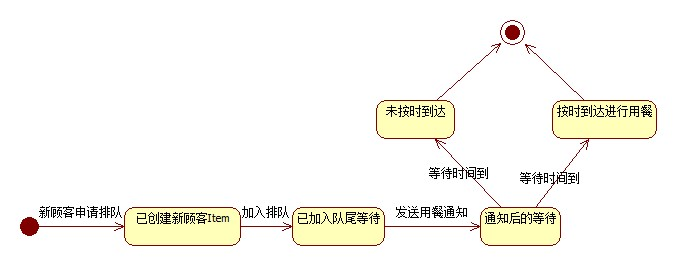 未按时到达
按时到达进行用餐
等待时间到
等待时间到
新顾客申请排队
已创建新顾客Item
加入排队
已加入队尾等待
发送用餐通知
通知后的等待